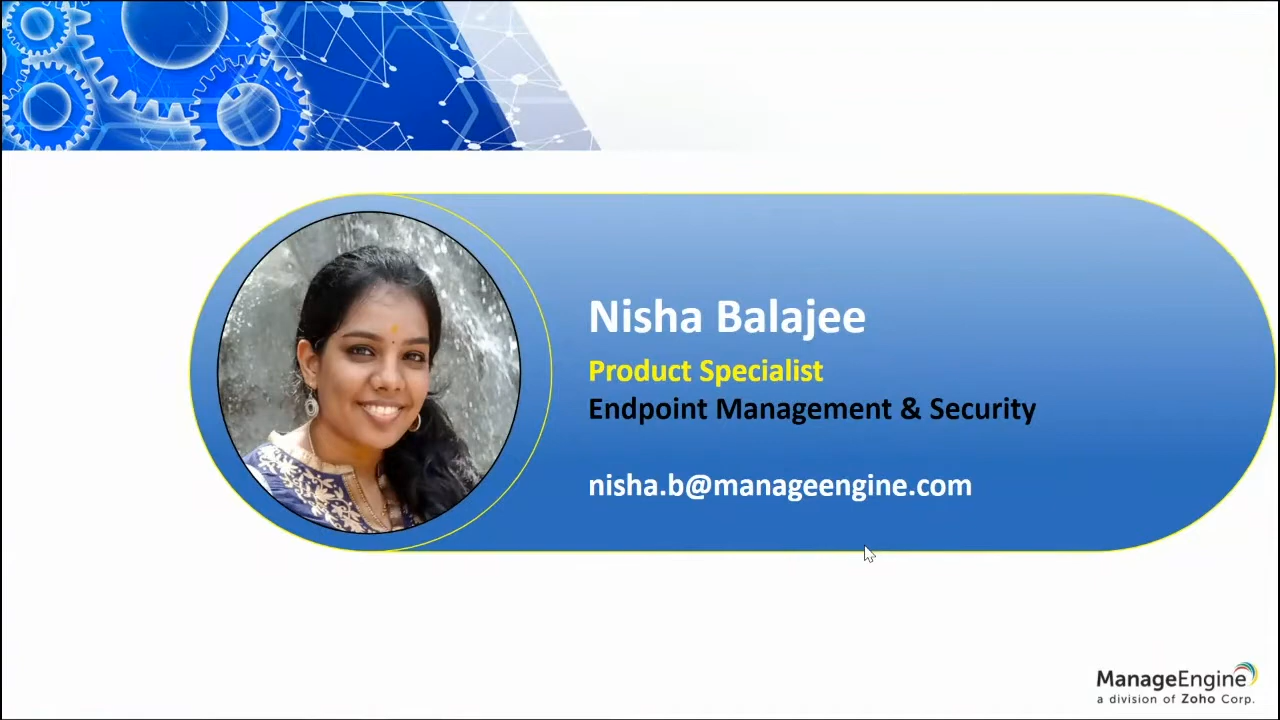 Nisha Balajee
Product Specialist
Endpoint Management & Security
nisha.b@manageengine.com
ManageEngine
a division of Zoho Corp.